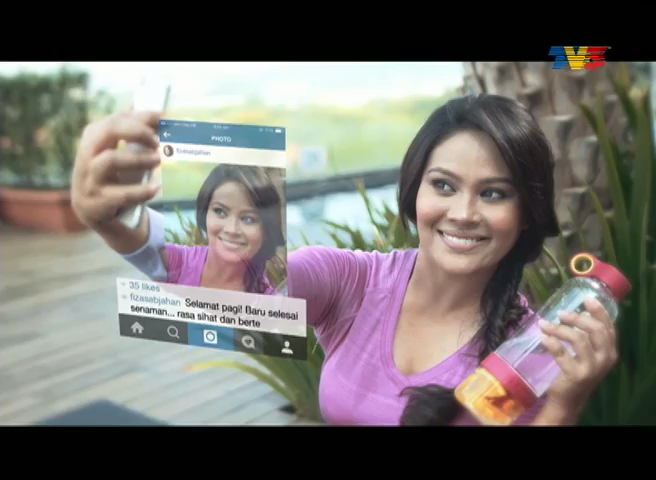 TV3
PHOTO
fizasabjahan
35 likes
fizasabjahan Selamat pagi! Baru selesai
senaman... rasa sihat dan berte